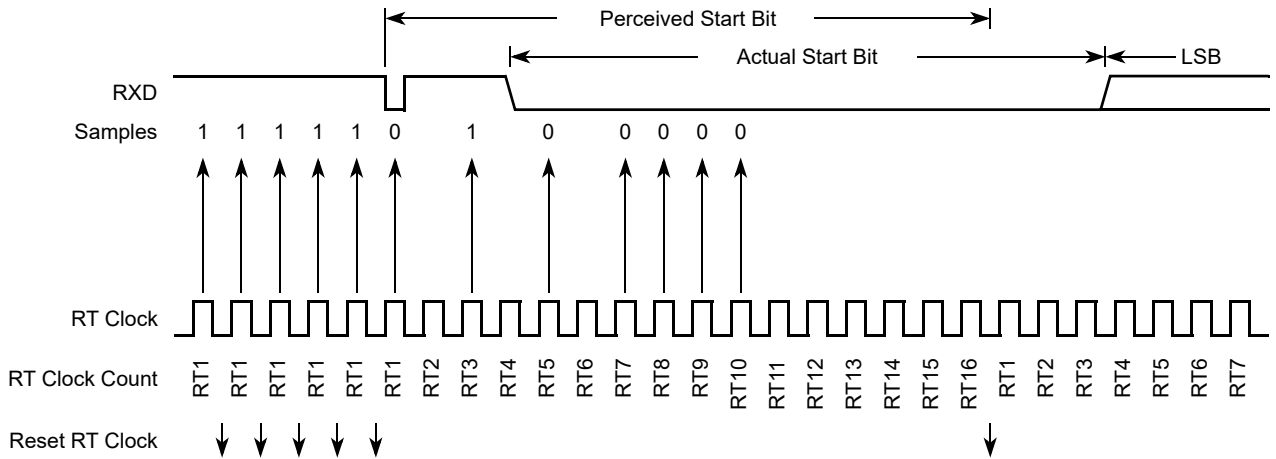 Perceived Start Bit
Actual Start Bit LSB
RXD
Samples 1 1 1 1 1 0 1 0 0 0 0 0
RT Clock
RT Clock Count RT1 RT1 RT1 RT1 RT1 RT1 RT2 RT3 RT4 RT5 RT6 RT7 RT8 RT9 RT10 RT11 RT12 RT13 RT14 RT15 RT16 RT1 RT2 RT3 RT4 RT5 RT6 RT7
Reset RT Clock